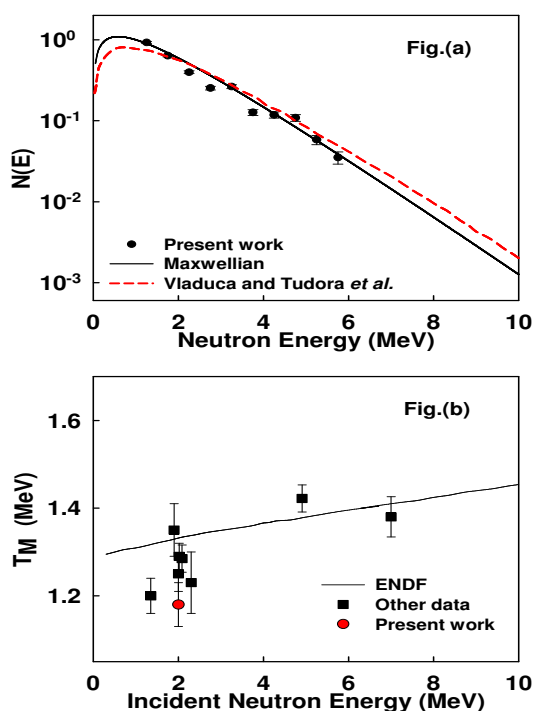 Fig.(a)
10⁰
10⁻¹
10⁻²
10⁻³
N(E)
Present work
Maxwellian
Vladuca and Tudora et al.
0 2 4 6 8 10
Neutron Energy (MeV)
Fig.(b)
1.6
1.4
1.2
T_M (MeV)
ENDF
Other data
Present work
0 2 4 6 8 10
Incident Neutron Energy (MeV)